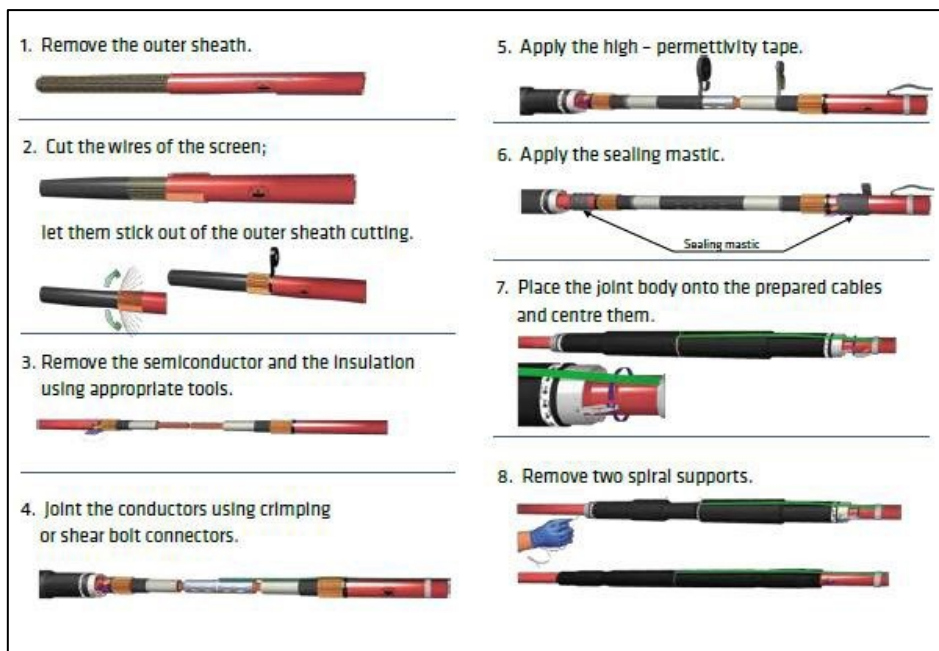 1. Remove the outer sheath.
2. Cut the wires of the screen;
let them stick out of the outer sheath cutting.
3. Remove the semiconductor and the insulation
using appropriate tools.
4. Joint the conductors using crimping
or shear bolt connectors.
5. Apply the high – permettivity tape.
6. Apply the sealing mastic.
Sealing mastic
7. Place the joint body onto the prepared cables
and centre them.
8. Remove two spiral supports.